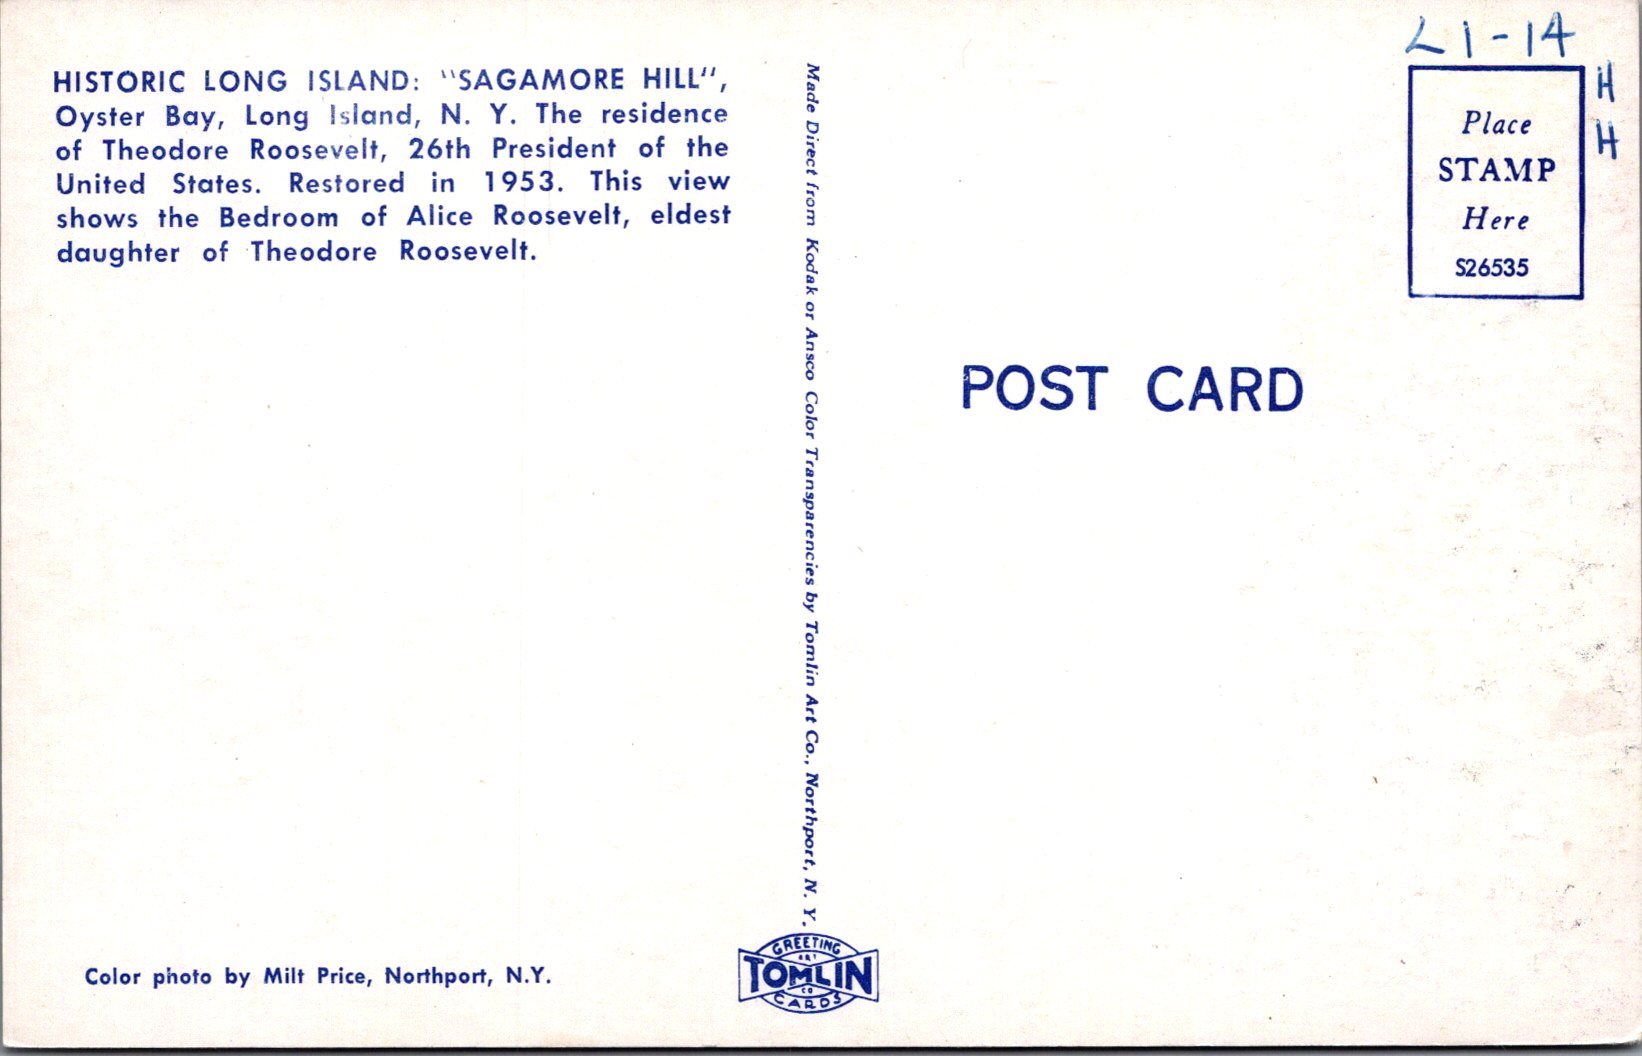 HISTORIC LONG ISLAND: "SAGAMORE HILL",
Oyster Bay, Long Island, N. Y. The residence
of Theodore Roosevelt, 26th President of the
United States. Restored in 1953. This view
shows the Bedroom of Alice Roosevelt, eldest
daughter of Theodore Roosevelt.
Color photo by Milt Price, Northport, N.Y.
Made Direct from Kodak or Ansco Color Transparencies by Tomlin Art Co., Northport, N. Y.
GREETING
ART
TOMLIN
CO
CARDS
POST CARD
L1-14
H
H
Place
STAMP
Here
S26535